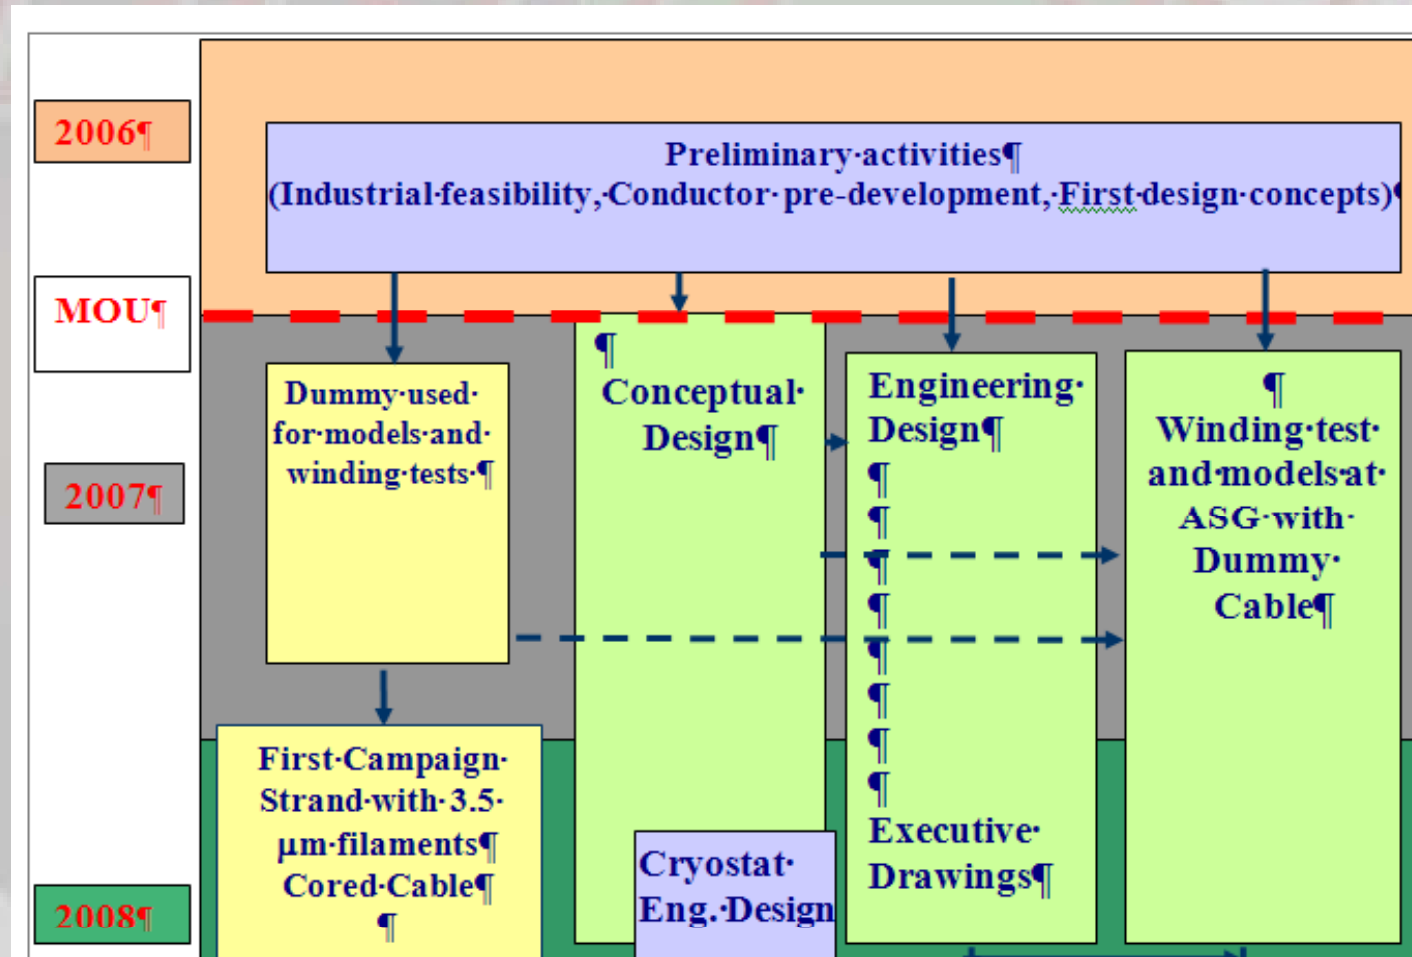 2006¶
Preliminary·activities¶
(Industrial·feasibility,·Conductor·pre-development,·First·design·concepts)¶
MOU¶
¶
Conceptual·
Design¶
Dummy·used·
for·models·and·
winding·tests·¶
Engineering·
Design¶
¶
¶
¶
¶
¶
¶
¶
¶
Executive·
Drawings¶
¶
Winding·test·
and·models·at·
ASG·with·
Dummy·
Cable¶
2007¶
First·Campaign·
Strand·with·3.5·
µm·filaments¶
Cored·Cable¶
¶
Cryostat·
Eng.·Design
2008¶